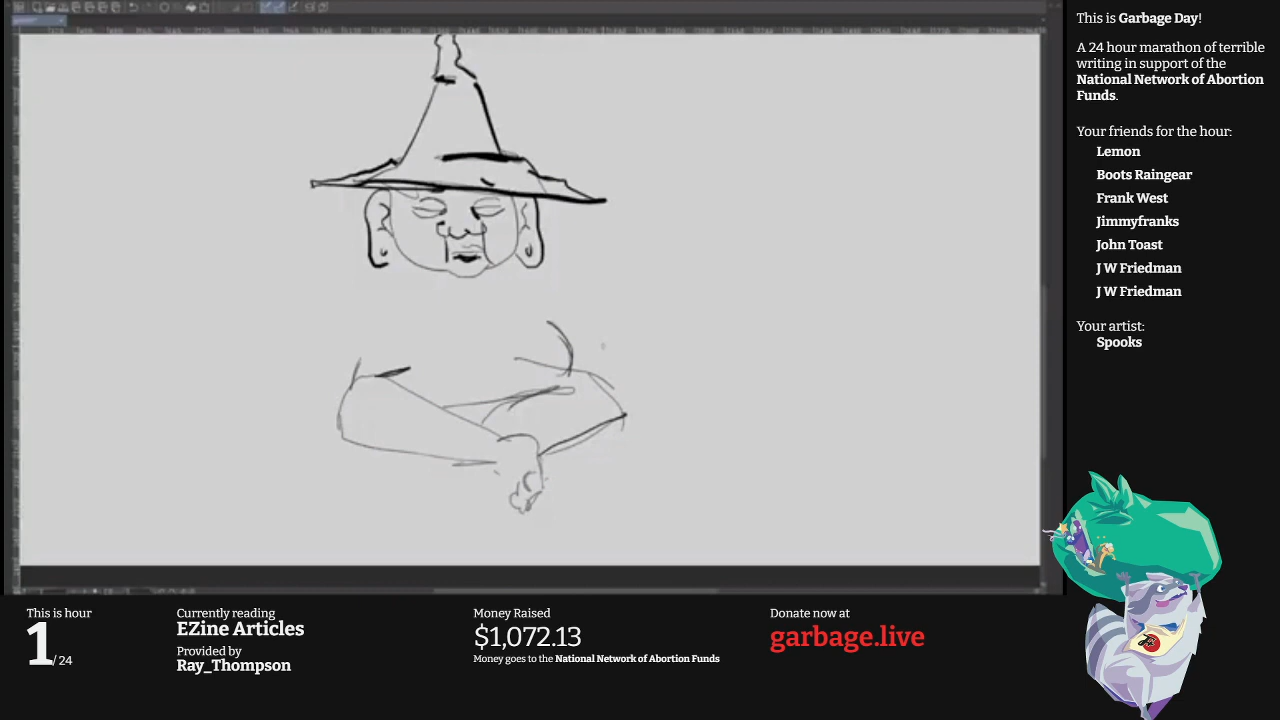 This is Garbage Day!
A 24 hour marathon of terrible
writing in support of the
National Network of Abortion
Funds.
Your friends for the hour:
Lemon
Boots Raingear
Frank West
Jimmyfranks
John Toast
J W Friedman
J W Friedman
Your artist:
Spooks
This is hour
1/24
Currently reading
EZine Articles
Provided by
Ray_Thompson
Money Raised
$1,072.13
Money goes to the National Network of Abortion Funds
Donate now at
garbage.live